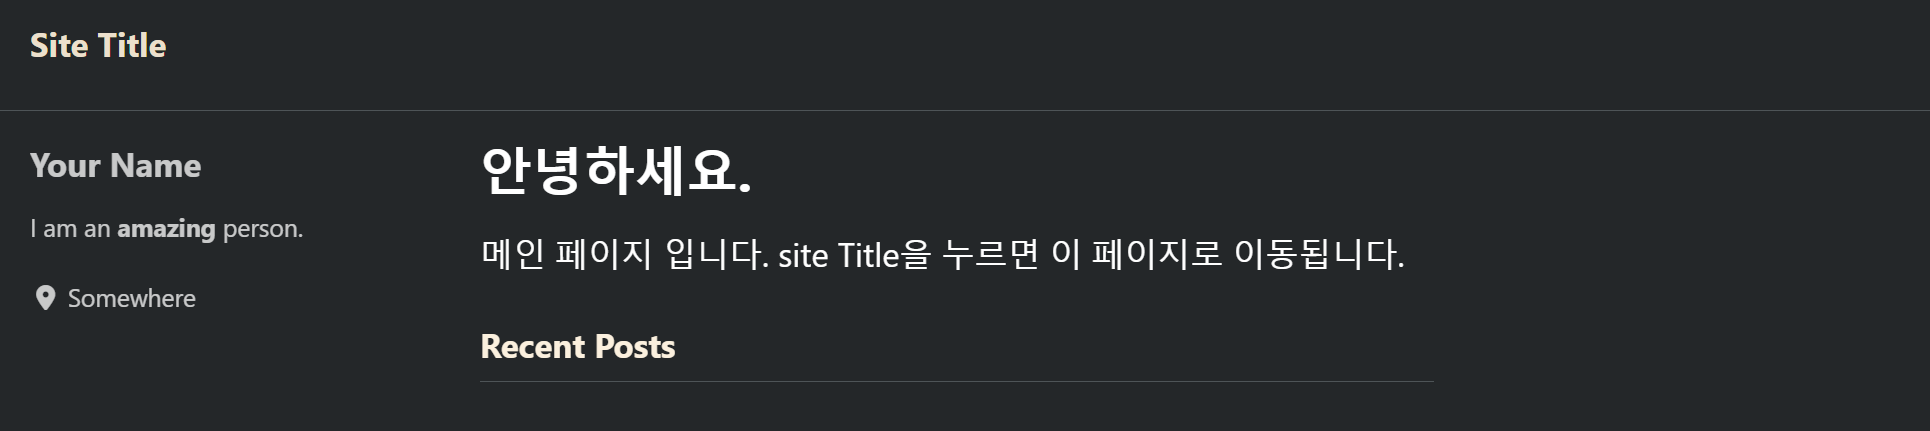 Site Title
Your Name
I am an amazing person.
Somewhere
안녕하세요.
메인 페이지 입니다. site Title을 누르면 이 페이지로 이동됩니다.
Recent Posts